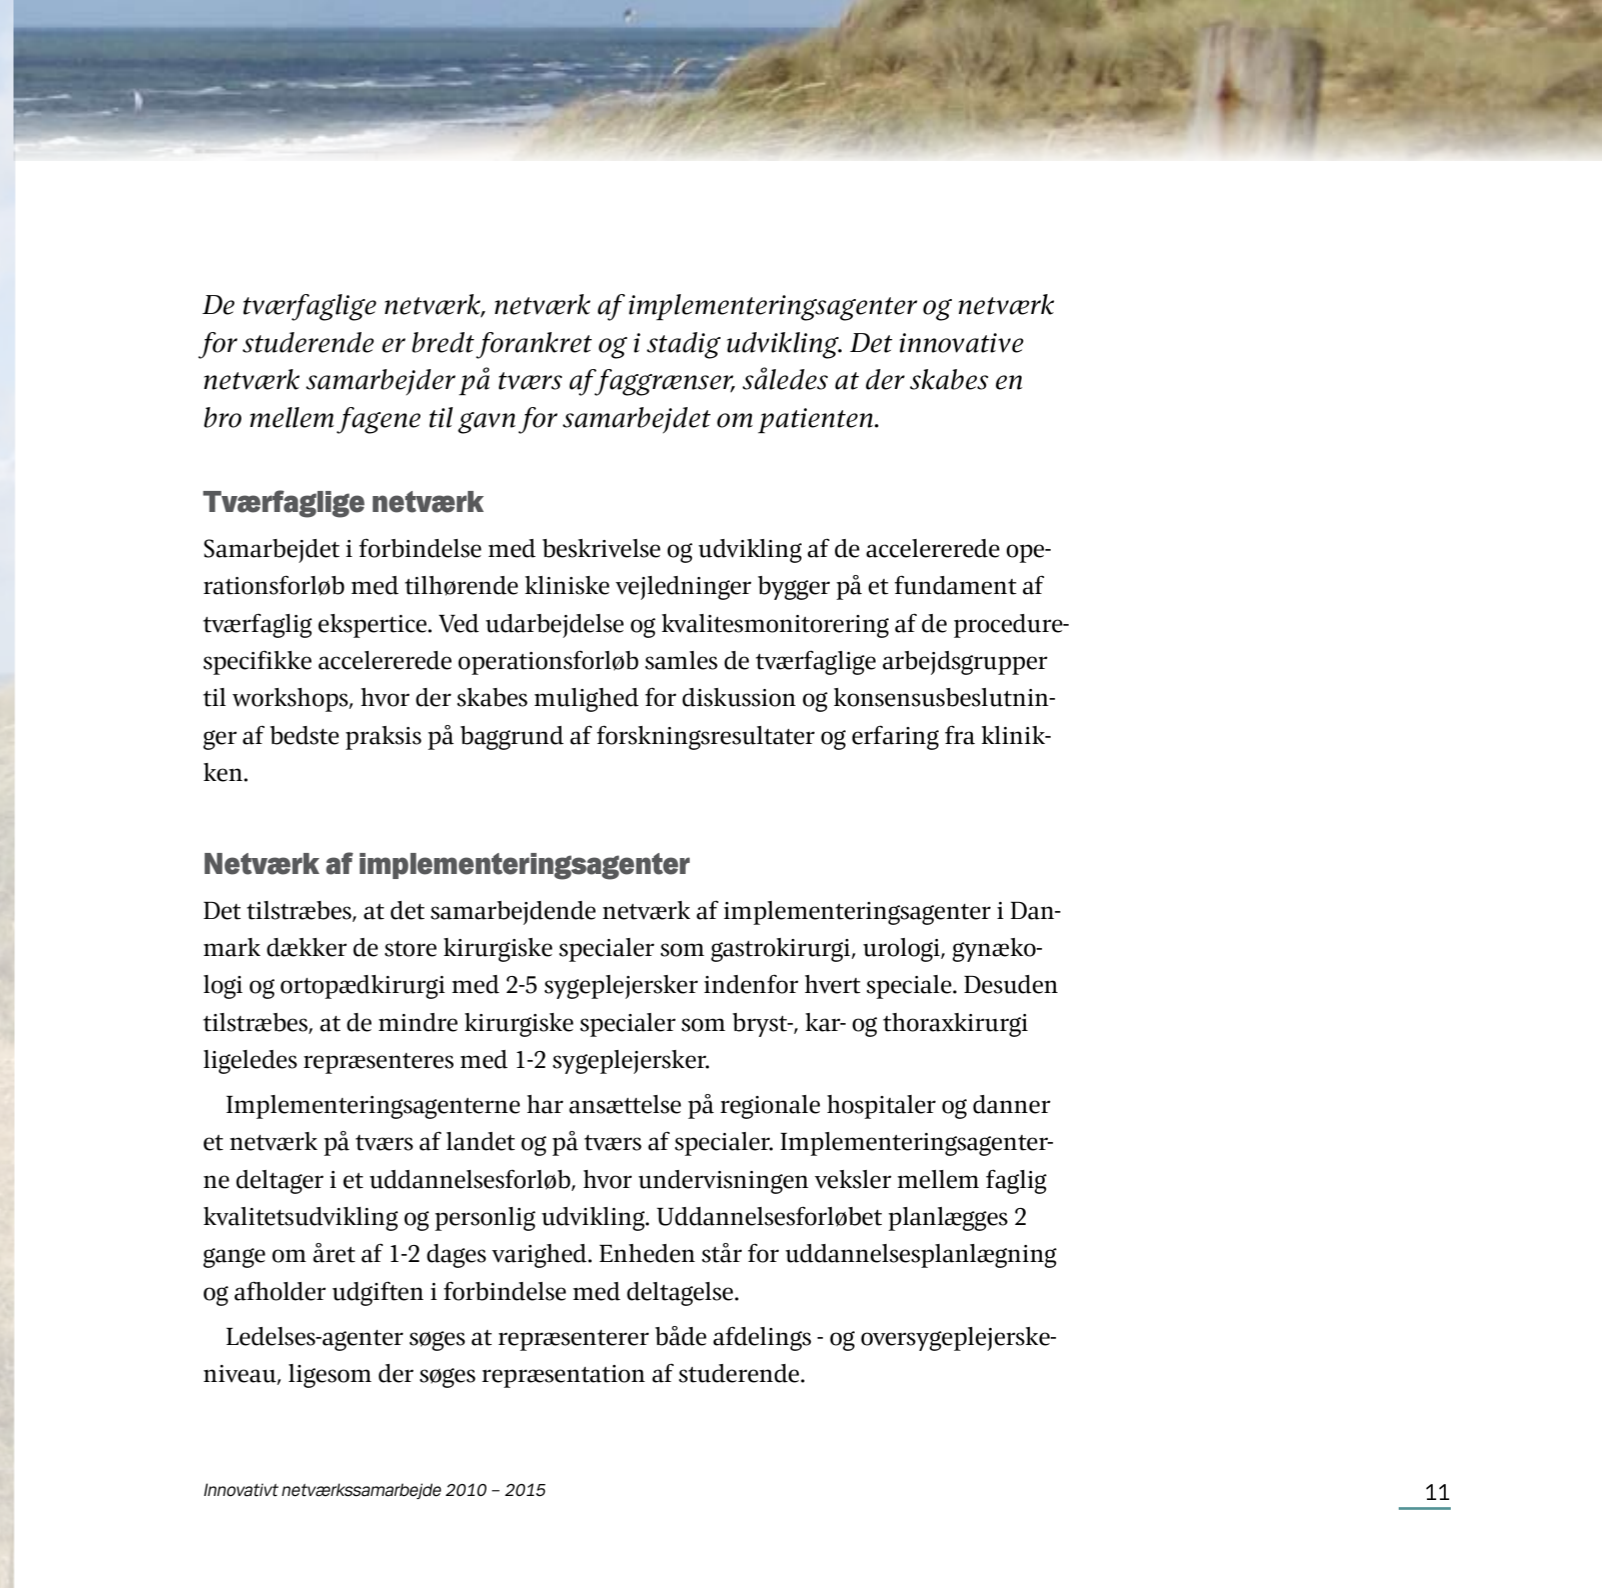 De tværfaglige netværk, netværk af implementeringsagenter og netværk
for studerende er bredt forankret og i stadig udvikling. Det innovative
netværk samarbejder på tværs af faggrænser, således at der skabes en
bro mellem fagene til gavn for samarbejdet om patienten.
Tværfaglige netværk
Samarbejdet i forbindelse med beskrivelse og udvikling af de accelererede ope-
rationsforløb med tilhørende kliniske vejledninger bygger på et fundament af
tværfaglig ekspertice. Ved udarbejdelse og kvalitesmonitorering af de procedure-
specifikke accelererede operationsforløb samles de tværfaglige arbejdsgrupper
til workshops, hvor der skabes mulighed for diskussion og konsensusbeslutnin-
ger af bedste praksis på baggrund af forskningsresultater og erfaring fra klinik-
ken.
Netværk af implementeringsagenter
Det tilstræbes, at det samarbejdende netværk af implementeringsagenter i Dan-
mark dækker de store kirurgiske specialer som gastrokirurgi, urologi, gynæko-
logi og ortopædkirurgi med 2-5 sygeplejersker indenfor hvert speciale. Desuden
tilstræbes, at de mindre kirurgiske specialer som bryst-, kar- og thoraxkirurgi
ligeledes repræsenteres med 1-2 sygeplejersker.
Implementeringsagenterne har ansættelse på regionale hospitaler og danner
et netværk på tværs af landet og på tværs af specialer. Implementeringsagenter-
ne deltager i et uddannelsesforløb, hvor undervisningen veksler mellem faglig
kvalitetsudvikling og personlig udvikling. Uddannelsesforløbet planlægges 2
gange om året af 1-2 dages varighed. Enheden står for uddannelsesplanlægning
og afholder udgiften i forbindelse med deltagelse.
Ledelses-agenter søges at repræsenterer både afdelings - og oversygeplejerske-
niveau, ligesom der søges repræsentation af studerende.
Innovativt netværkssamarbejde 2010 – 2015
11